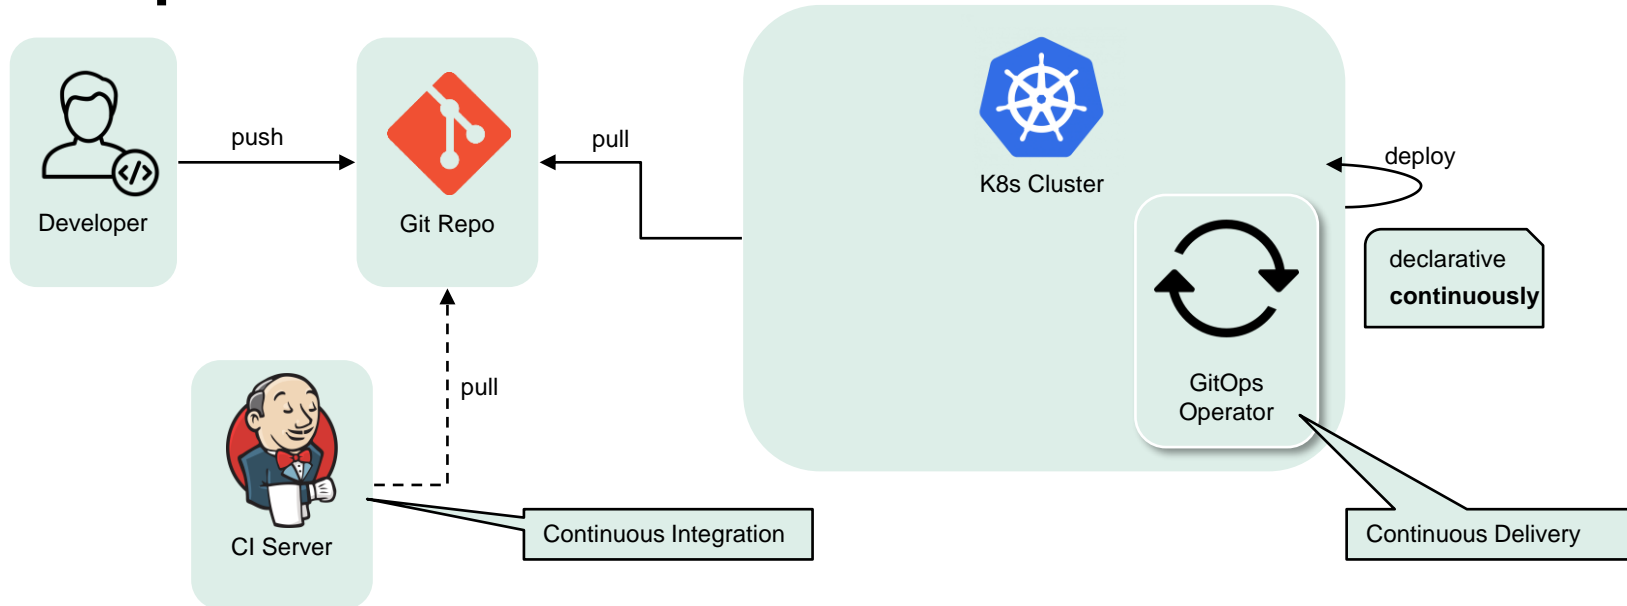 push
pull
K8s Cluster
deploy
Developer
Git Repo
</>
declarative
continuously
pull
GitOps
Operator
CI Server
Continuous Integration
Continuous Delivery